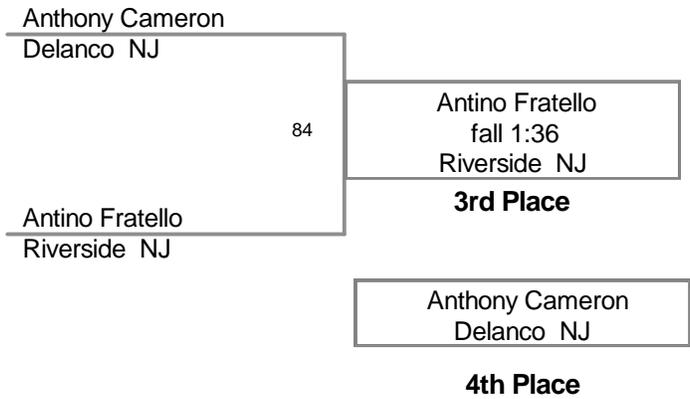 Anthony Cameron
Delanco NJ
84
Antino Fratello
Riverside NJ
Antino Fratello
fall 1:36
Riverside NJ
3rd Place
Anthony Cameron
Delanco NJ
4th Place